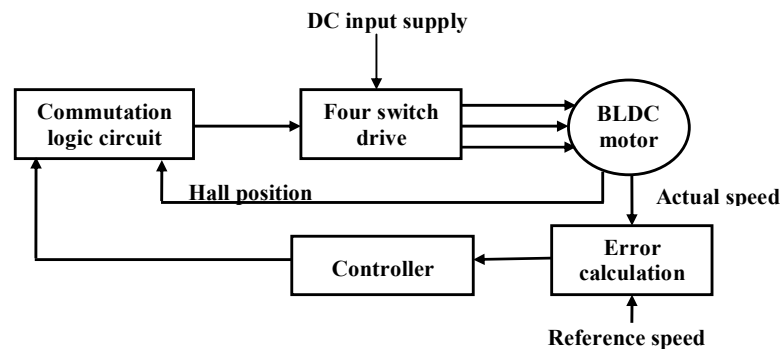 DC input supply
Commutation
logic circuit
Four switch
drive
BLDC
motor
Hall position
Actual speed
Controller
Error
calculation
Reference speed